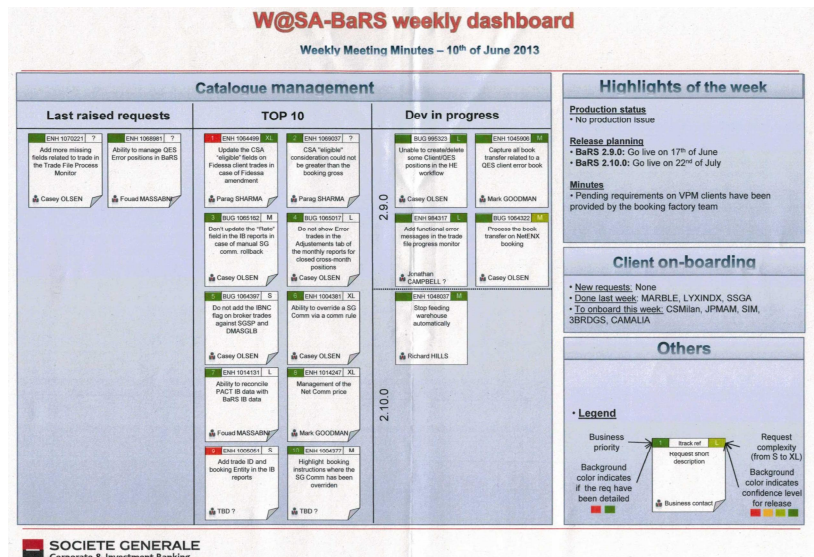 W@SA-BaRS weekly dashboard
Weekly Meeting Minutes – 10th of June 2013
Catalogue management
Last raised requests
ENH 1070221 ?
Add more missing
fields related to trade in
the Trade File Process
Monitor
Casey OLSEN
ENH 1068981 ?
Ability to manage QES
Error positions in BaRS
Fouad MASSABNI
TOP 10
1 ENH 1064499 XL
Update the CSA
"eligible" fields on
Fidessa client trades in
case of Fidessa
amendment
Parag SHARMA
2 ENH 1069037 ?
CSA "eligible"
consideration could not
be greater than the
booking gross
Parag SHARMA
3 BUG 1065162 M
Don't update the "Rate"
field in the IB reports in
case of manual SG
comm. rollback
Casey OLSEN
4 BUG 1065017 L
Do not show Error
trades in the
Adjustements tab of
the monthly reports for
closed cross-month
positions
Casey OLSEN
5 BUG 1064397 S
Do not add the IBNC
flag on broker trades
against SGSP and
DMASGLB
Casey OLSEN
6 ENH 1004381 XL
Ability to override a SG
Comm via a comm rule
Casey OLSEN
7 ENH 1014131 L
Ability to reconcile
PACT IB data with
BaRS IB data
Fouad MASSABNI
8 ENH 1014247 XL
Management of the
Net Comm price
Mark GOODMAN
9 ENH 1005051 S
Add trade ID and
booking Entity in the IB
reports
TBD ?
10 ENH 1004377 M
Highlight booking
instructions where the
SG Comm has been
overriden
TBD ?
Dev in progress
2.9.0
BUG 995323 L
Unable to create/delete
some Client/QES
positions in the HE
workflow
Casey OLSEN
ENH 1045906 M
Capture all book
transfer related to a
QES client error book
Mark GOODMAN
ENH 984317 L
Add functional error
messages in the trade
file progress monitor
Jonathan
CAMPBELL ?
BUG 1064322 M
Process the book
transfer on NetENX
booking
Casey OLSEN
2.10.0
ENH 1048037 M
Stop feeding
warehouse
automatically
Richard HILLS
Highlights of the week
Production status
• No production issue
Release planning
• BaRS 2.9.0: Go live on 17th of June
• BaRS 2.10.0: Go live on 22nd of July
Minutes
• Pending requirements on VPM clients have been
provided by the booking factory team
Client on-boarding
• New requests: None
• Done last week: MARBLE, LYXINDX, SSGA
• To onboard this week: CSMilan, JPMAM, SIM,
3BRDGS, CAMALIA
Others
• Legend
Business
priority
Background
color indicates
if the req have
been detailed
1 Itrack ref L
Request short
description
Business contact
Request
complexity
(from S to XL)
Background
color indicates
confidence level
for release
SOCIETE GENERALE
Corporate & Investment Banking